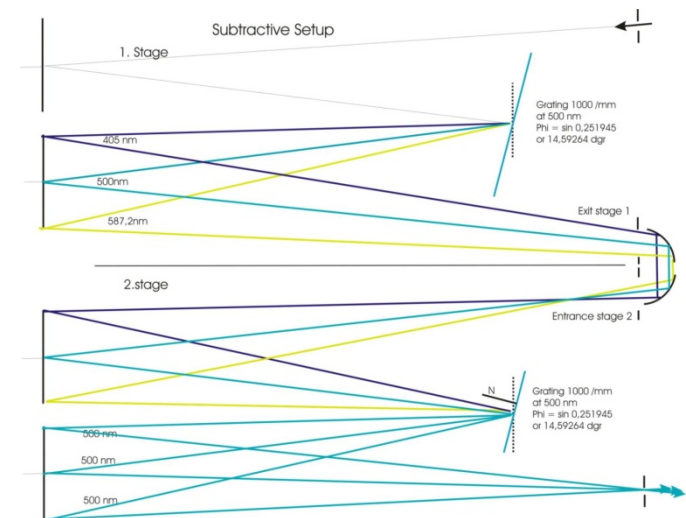 Subtractive Setup
1. Stage
Grating 1000 /mm
at 500 nm
Phi = sin 0,251945
or 14,59264 dgr
405 nm
500nm
587,2nm
Exit stage 1
2.stage
Entrance stage 2
N
Grating 1000 /mm
at 500 nm
Phi = sin 0,251945
or 14,59264 dgr
500 nm
500 nm
500 nm